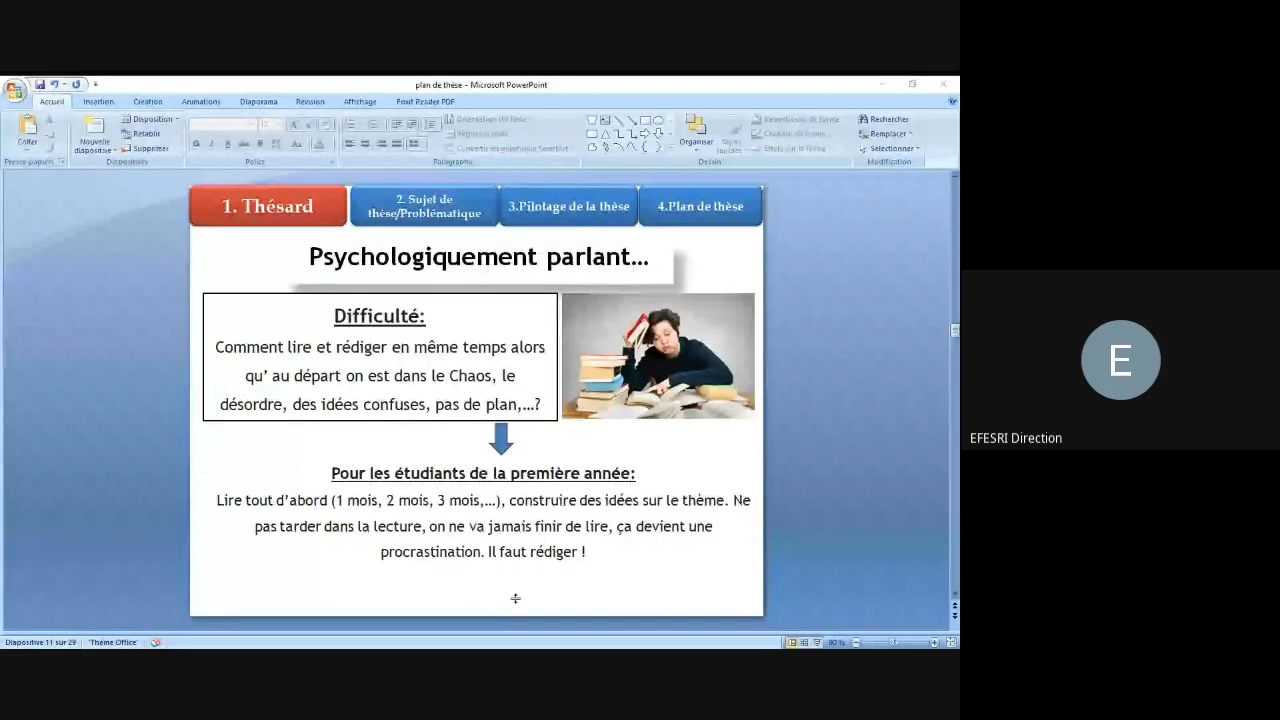 plan de thèse - Microsoft PowerPoint
Accueil Insertion Création Animations Diaporama Révision Affichage Foxit Reader PDF
Coller
Presse-papiers
Nouvelle diapositive
Disposition
Rétablir
Supprimer
Diapositives
Police
Paragraphe
Organiser
Dessin
Rechercher
Remplacer
Sélectionner
Modification
1. Thésard
2. Sujet de
thèse/Problématique
3.Pilotage de la thèse
4.Plan de thèse
Psychologiquement parlant...
Difficulté:
Comment lire et rédiger en même temps alors
qu' au départ on est dans le Chaos, le
désordre, des idées confuses, pas de plan,...?
Pour les étudiants de la première année:
Lire tout d'abord (1 mois, 2 mois, 3 mois,...), construire des idées sur le thème. Ne
pas tarder dans la lecture, on ne va jamais finir de lire, ça devient une
procrastination. Il faut rédiger !
Diapositive 11 sur 29 "Thème Office"
80 %
E
EFESRI Direction